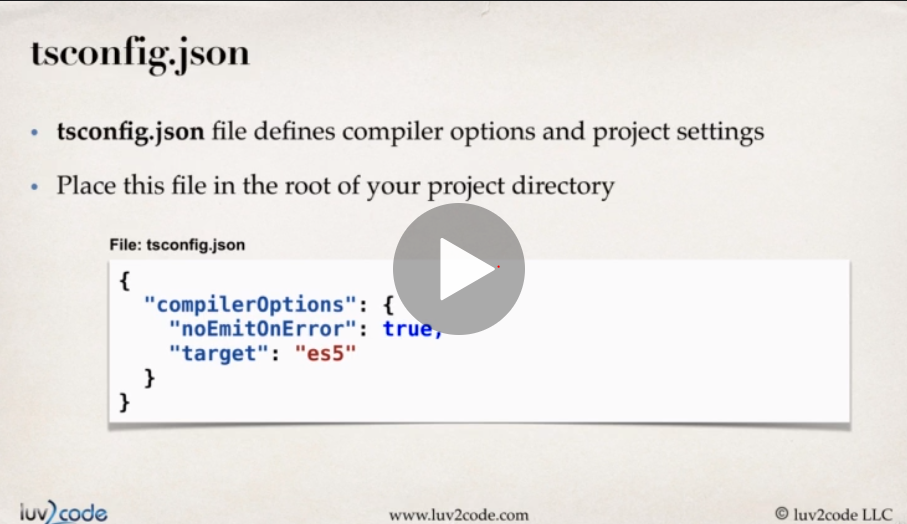 tsconfig.json
• tsconfig.json file defines compiler options and project settings
• Place this file in the root of your project directory
File: tsconfig.json
{
  "compilerOptions": {
    "noEmitOnError": true,
    "target": "es5"
  }
}
luv2code
www.luv2code.com
© luv2code LLC